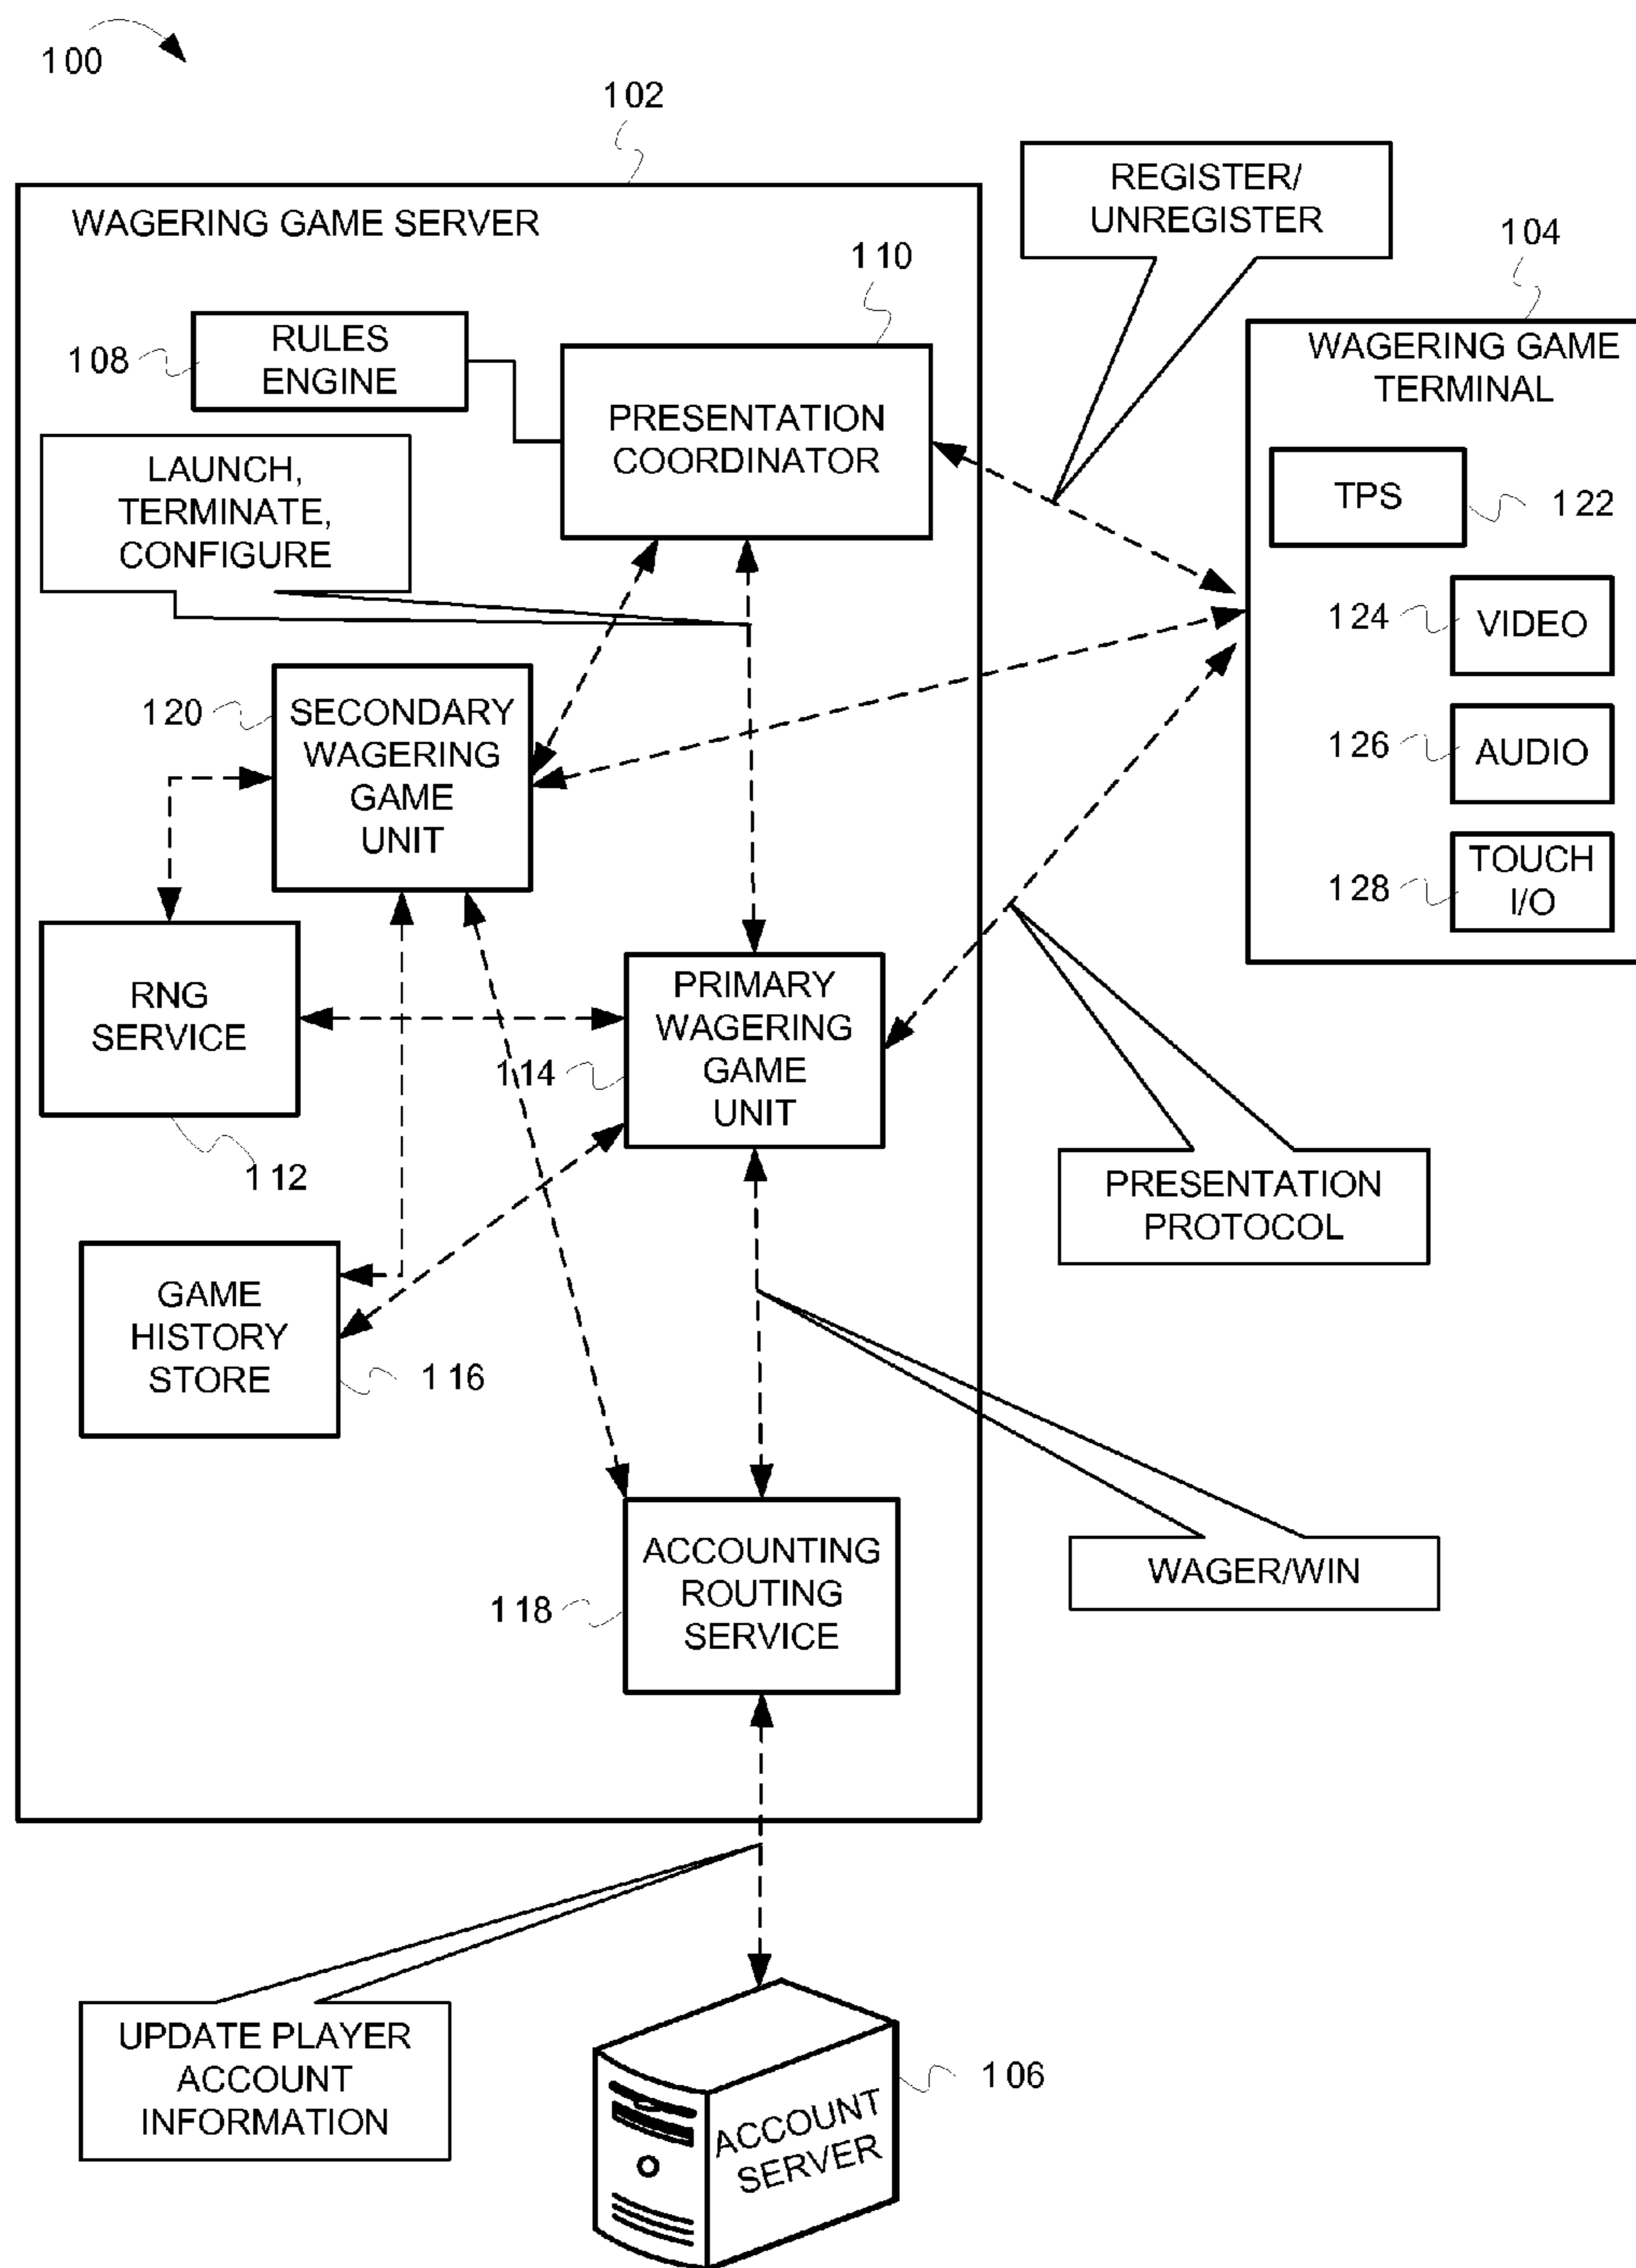 100
102
WAGERING GAME SERVER
REGISTER/
UNREGISTER
104
110
RULES
ENGINE
108
PRESENTATION
COORDINATOR
WAGERING GAME
TERMINAL
LAUNCH,
TERMINATE,
CONFIGURE
TPS
122
124
VIDEO
120
SECONDARY
WAGERING
GAME
UNIT
126
AUDIO
128
TOUCH
I/O
RNG
SERVICE
112
PRIMARY
WAGERING
GAME
UNIT
114
PRESENTATION
PROTOCOL
GAME
HISTORY
STORE
116
ACCOUNTING
ROUTING
SERVICE
118
WAGER/WIN
UPDATE PLAYER
ACCOUNT
INFORMATION
106
ACCOUNT
SERVER